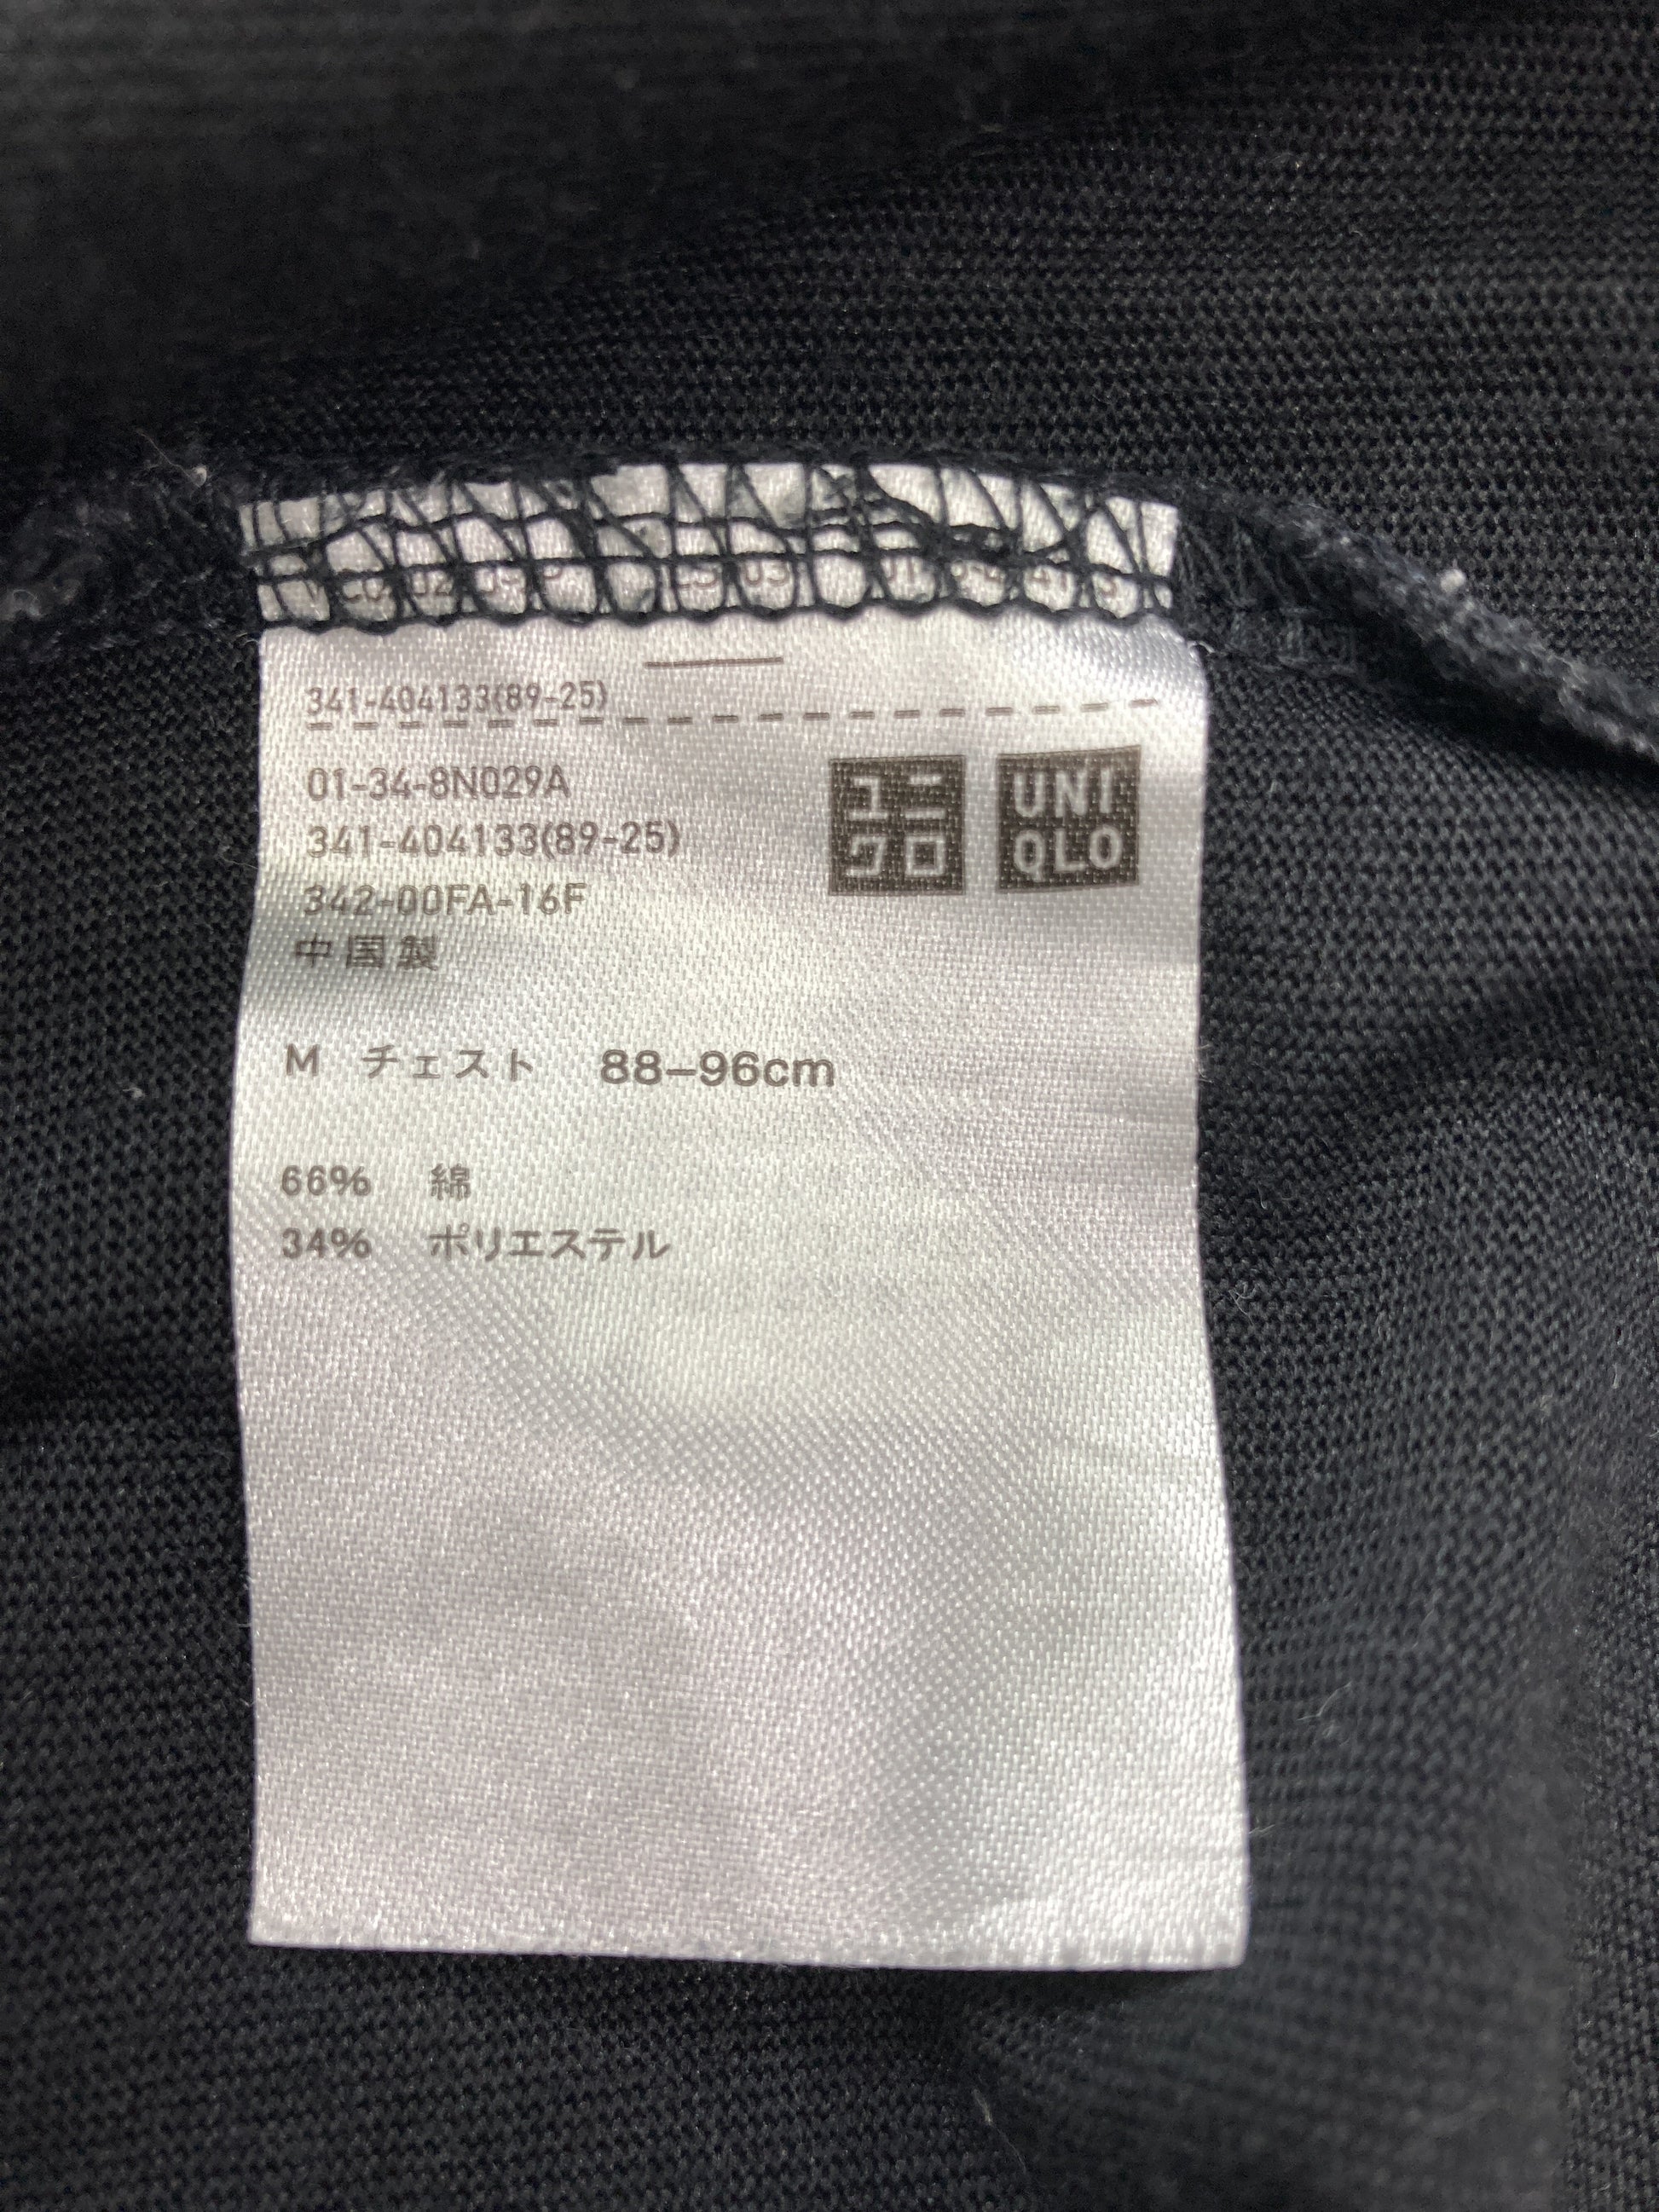 341-404133(89-25)
01-34-8N029A
341-404133(89-25)
342-00FA-16F
中国製
ユニ
クロ
UNI
QLO
M チェスト 88-96cm
66% 綿
34% ポリエステル